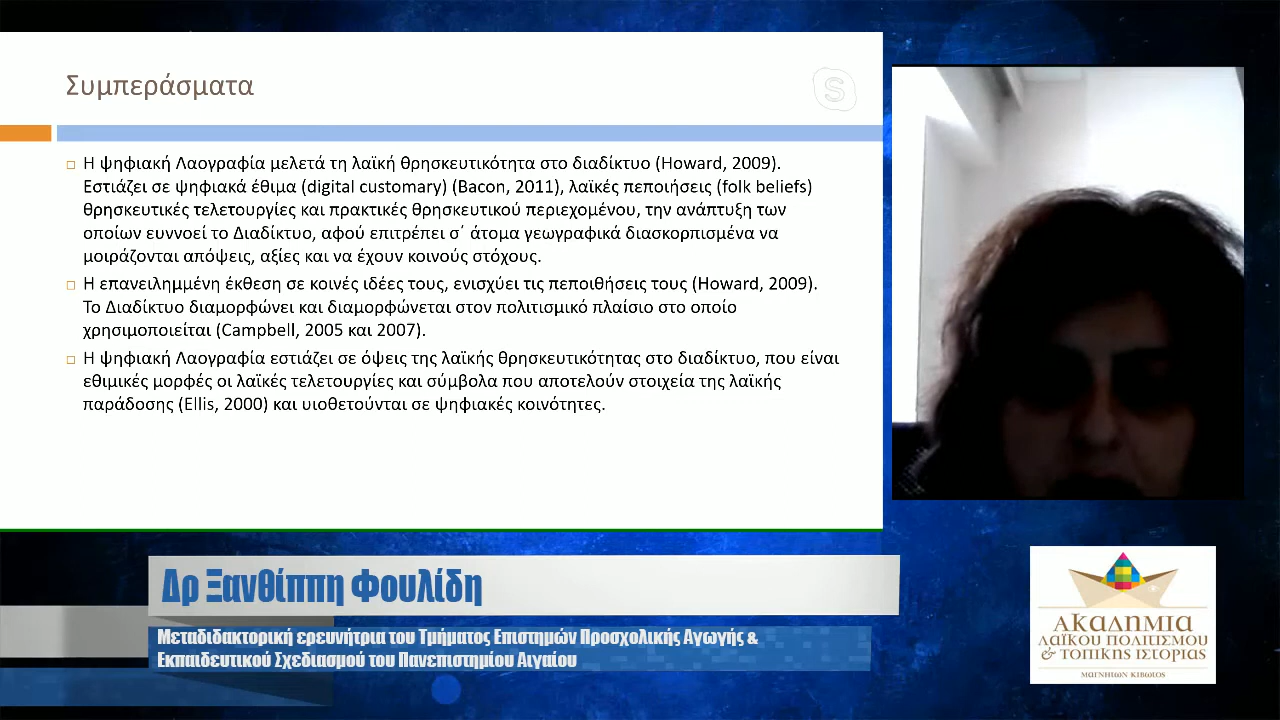 Συμπεράσματα
Η ψηφιακή Λαογραφία μελετά τη λαϊκή θρησκευτικότητα στο διαδίκτυο (Howard, 2009).
Εστιάζει σε ψηφιακά έθιμα (digital customary) (Bacon, 2011), λαϊκές πεποιήσεις (folk beliefs)
θρησκευτικές τελετουργίες και πρακτικές θρησκευτικού περιεχομένου, την ανάπτυξη των
οποίων ευννοεί το Διαδίκτυο, αφού επιτρέπει σ΄ άτομα γεωγραφικά διασκορπισμένα να
μοιράζονται απόψεις, αξίες και να έχουν κοινούς στόχους.
Η επανειλημμένη έκθεση σε κοινές ιδέες τους, ενισχύει τις πεποιθήσεις τους (Howard, 2009).
Το Διαδίκτυο διαμορφώνει και διαμορφώνεται στον πολιτισμικό πλαίσιο στο οποίο
χρησιμοποιείται (Campbell, 2005 και 2007).
Η ψηφιακή Λαογραφία εστιάζει σε όψεις της λαϊκής θρησκευτικότητας στο διαδίκτυο, που είναι
εθιμικές μορφές οι λαϊκές τελετουργίες και σύμβολα που αποτελούν στοιχεία της λαϊκής
παράδοσης (Ellis, 2000) και υιοθετούνται σε ψηφιακές κοινότητες.
Δρ Ξανθίππη Φουλίδη
Μεταδιδακτορική ερευνήτρια του Τμήματος Επιστημών Προσχολικής Αγωγής &
Εκπαιδευτικού Σχεδιασμού του Πανεπιστημίου Αιγαίου
ΑΚΑΔΗΜΙΑ
ΛΑΪΚΟΥ ΠΟΛΙΤΙΣΜΟΥ
& ΤΟΠΙΚΗΣ ΙΣΤΟΡΙΑΣ
ΜΑΓΝΗΤΩΝ ΚΙΒΩΤΟΣ